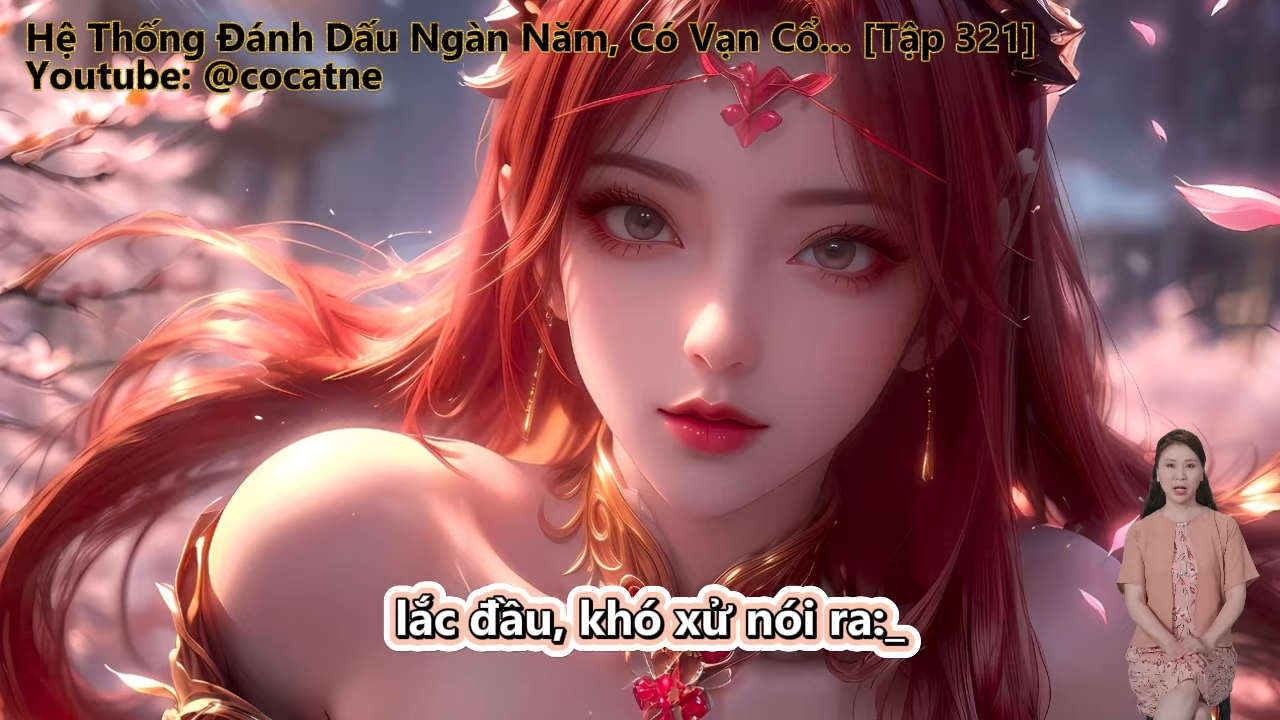 Hệ Thống Đánh Dấu Ngàn Năm, Có Vạn Cổ... [Tập 321]
Youtube: @cocatne
lắc đầu, khó xử nói ra:_